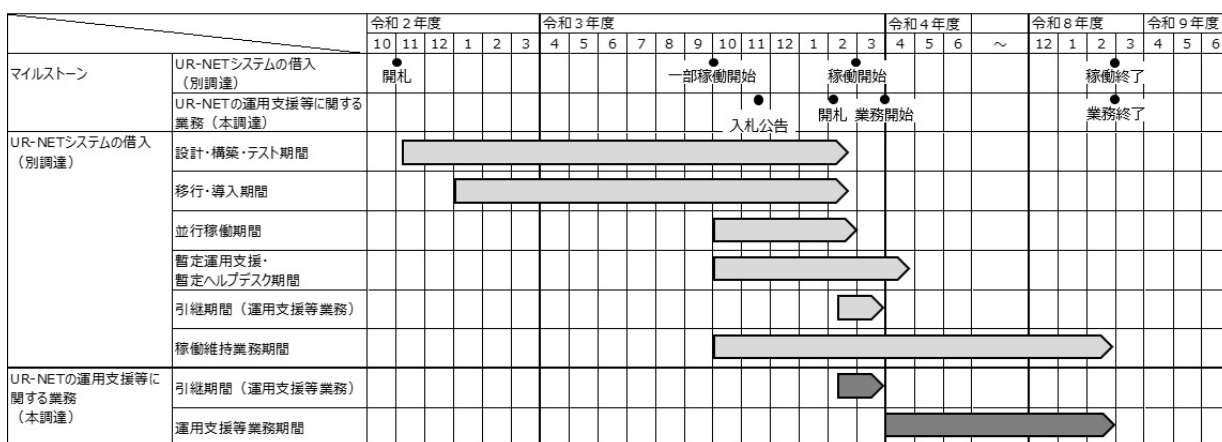 令和２年度 令和３年度 令和４年度 令和８年度 令和９年度
10 11 12 1 2 3 4 5 6 7 8 9 10 11 12 1 2 3 4 5 6 ～ 12 1 2 3 4 5 6
マイルストーン
UR-NETシステムの借入
（別調達）
開札 一部稼働開始 稼働開始 稼働終了
UR-NETの運用支援等に関する
業務（本調達）
入札公告 開札 業務開始 業務終了
UR-NETシステムの借入
（別調達）
設計・構築・テスト期間
移行・導入期間
並行稼働期間
暫定運用支援・
暫定ヘルプデスク期間
引継期間（運用支援等業務）
稼働維持業務期間
UR-NETの運用支援等に
関する業務
（本調達）
引継期間（運用支援等業務）
運用支援等業務期間